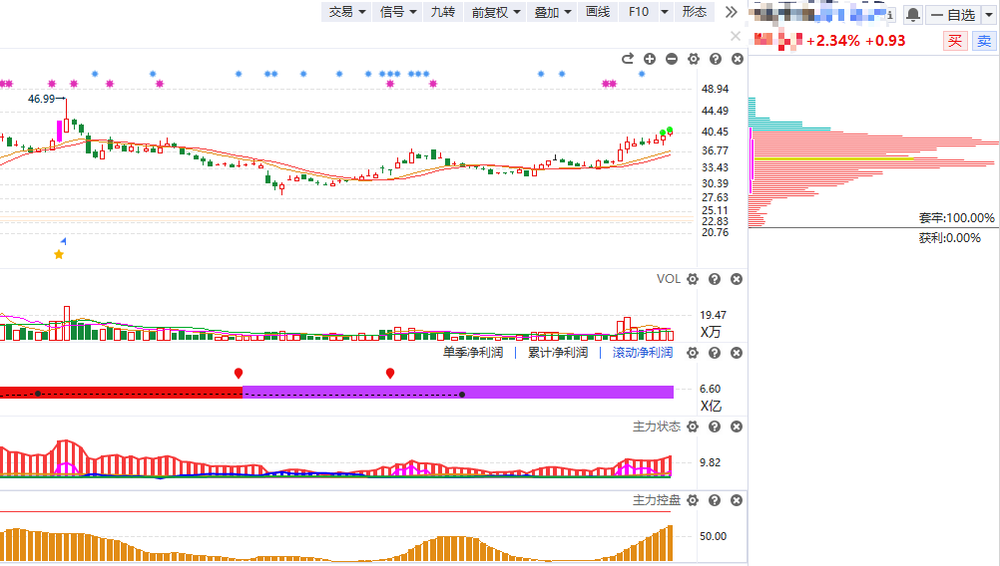 交易 信号 九转 前复权 叠加 画线 F10 形态
自选
+2.34% +0.93 买 卖
46.99
48.94
44.49
40.45
36.77
33.43
30.39
27.63
25.11
22.83
20.76
套牢:100.00%
获利:0.00%
VOL
19.47
X万
单季净利润 | 累计净利润 | 滚动净利润
6.60
X亿
主力状态
9.82
主力控盘
50.00